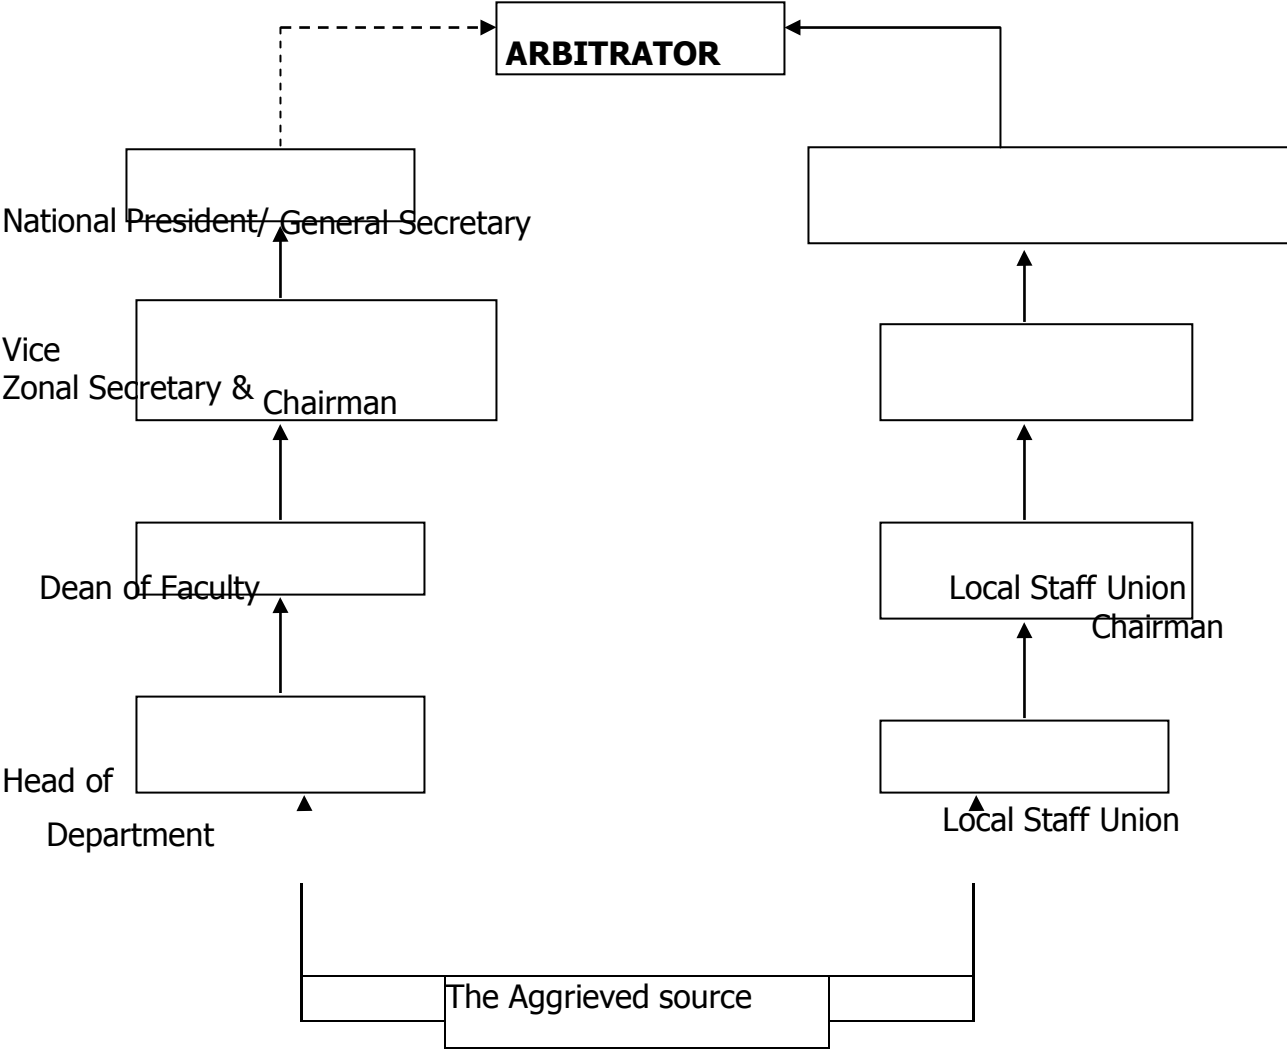 ARBITRATOR
National President/ General Secretary
Vice
Zonal Secretary & Chairman
Dean of Faculty
Local Staff Union
Chairman
Head of
Department
Local Staff Union
The Aggrieved source